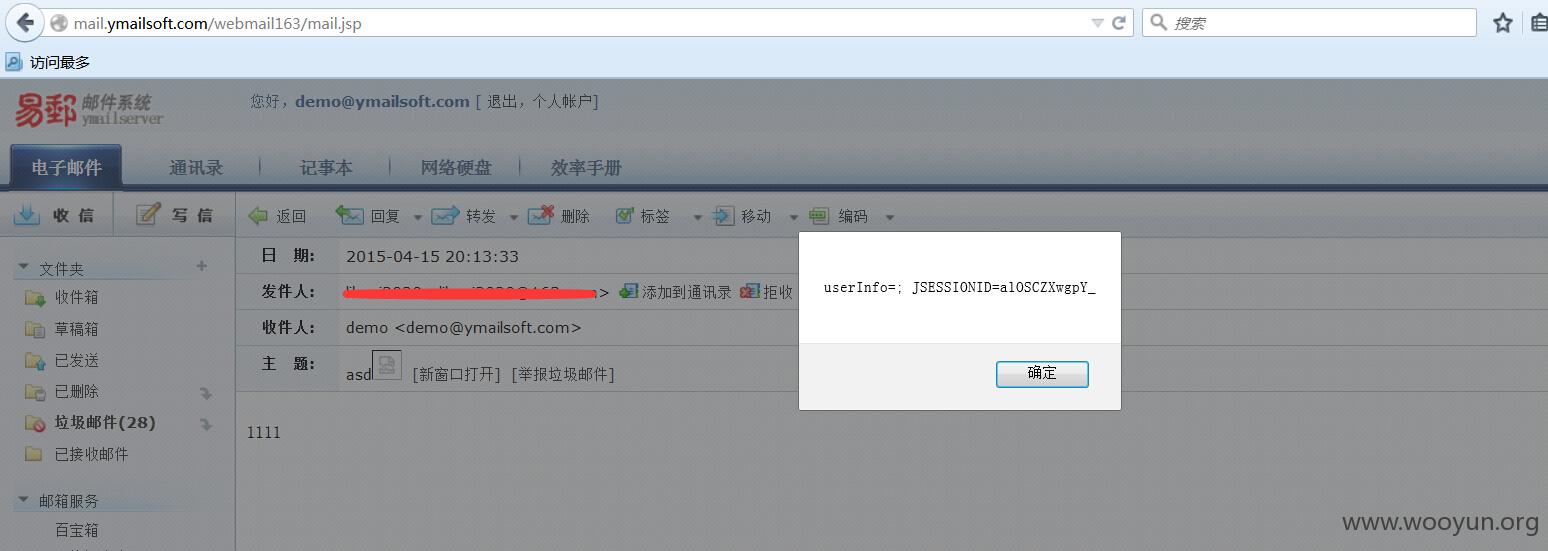 mail.ymailsoft.com/webmail163/mail.jsp
搜索
访问最多
易邮 邮件系统
ymailserver
您好，demo@ymailsoft.com [ 退出，个人帐户]
电子邮件 通讯录 记事本 网络硬盘 效率手册
收信 写信 返回 回复 转发 删除 标签 移动 编码
日 期： 2015-04-15 20:13:33
发件人： > 添加到通讯录 拒收
收件人： demo <demo@ymailsoft.com>
主 题： asd [新窗口打开] [举报垃圾邮件]
1111
文件夹
收件箱
草稿箱
已发送
已删除
垃圾邮件(28)
已接收邮件
邮箱服务
百宝箱
userInfo=; JSESSIONID=alOSCZXwgpY_
确定
www.wooyun.org